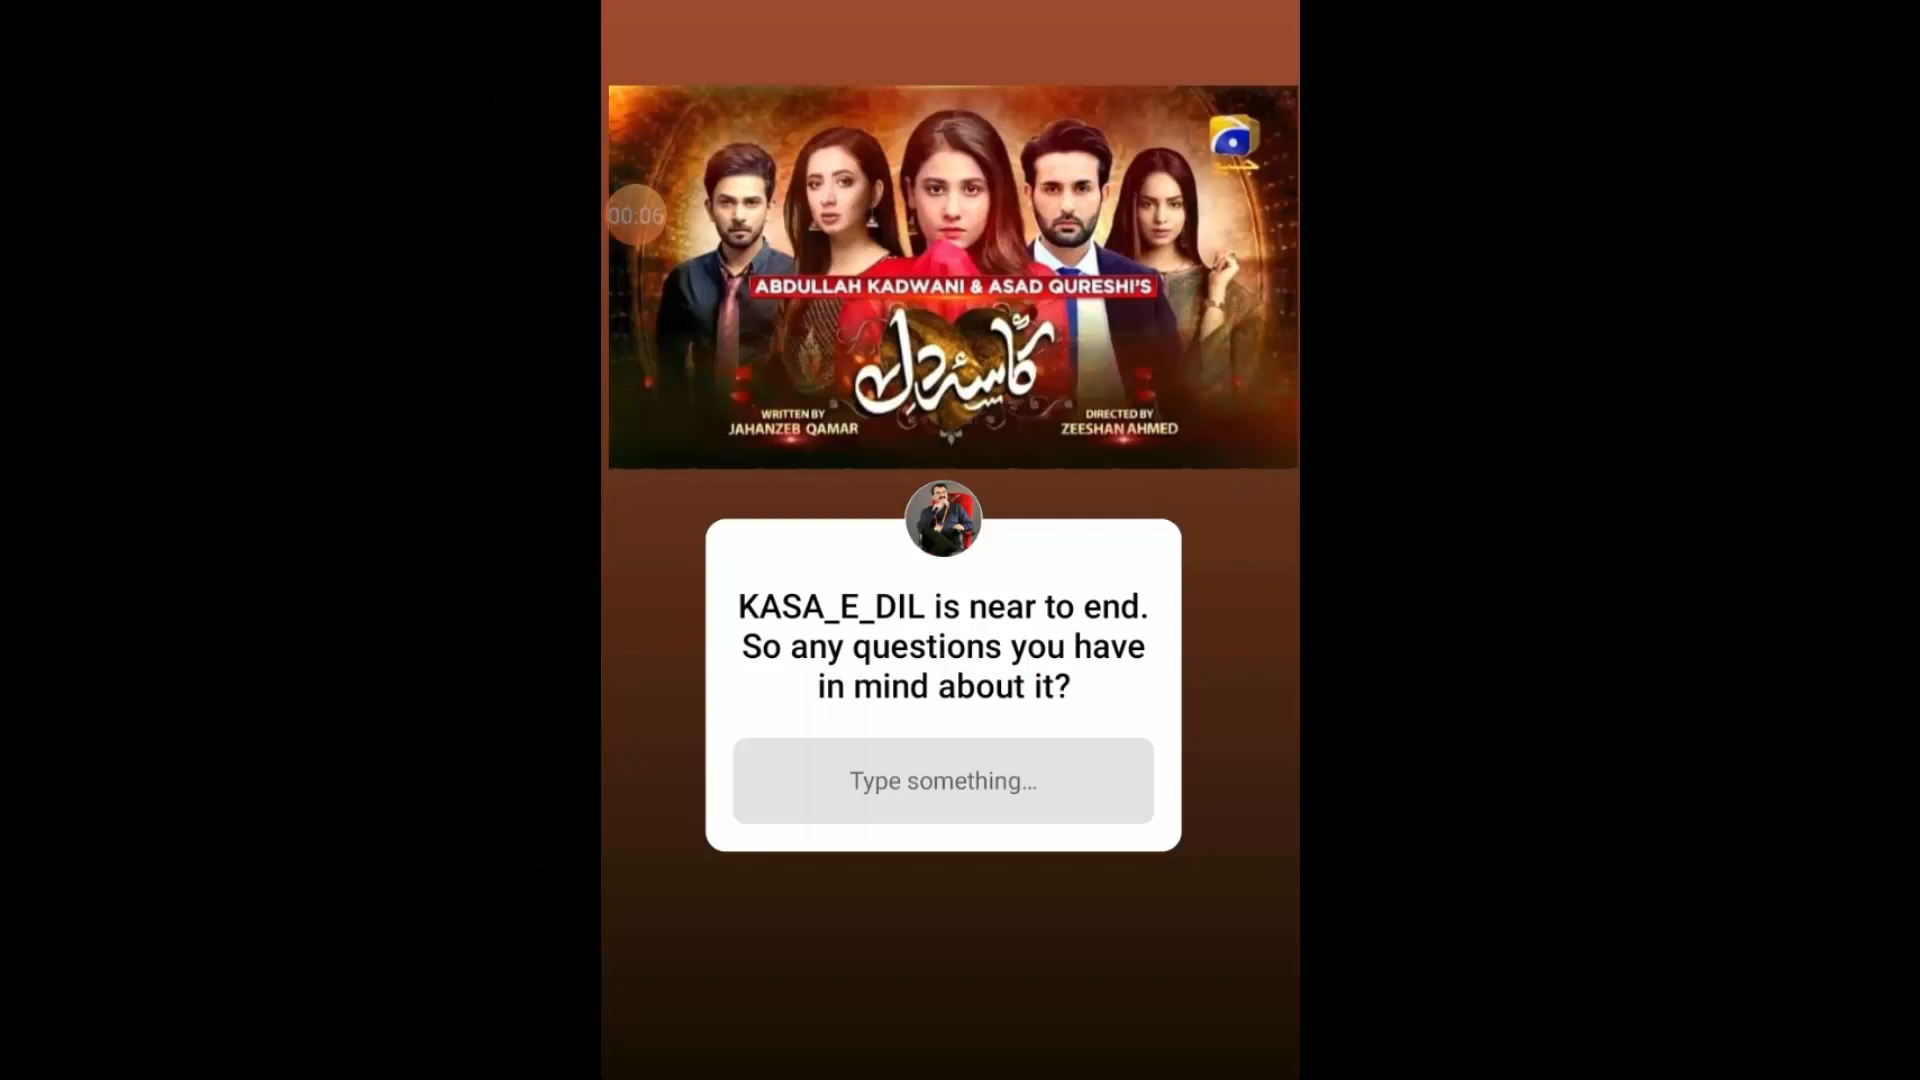 00:06
ABDULLAH KADWANI & ASAD QURESHI'S
کاسۂ دل
WRITTEN BY
JAHANZEB QAMAR
DIRECTED BY
ZEESHAN AHMED
KASA_E_DIL is near to end.
So any questions you have
in mind about it?
Type something...